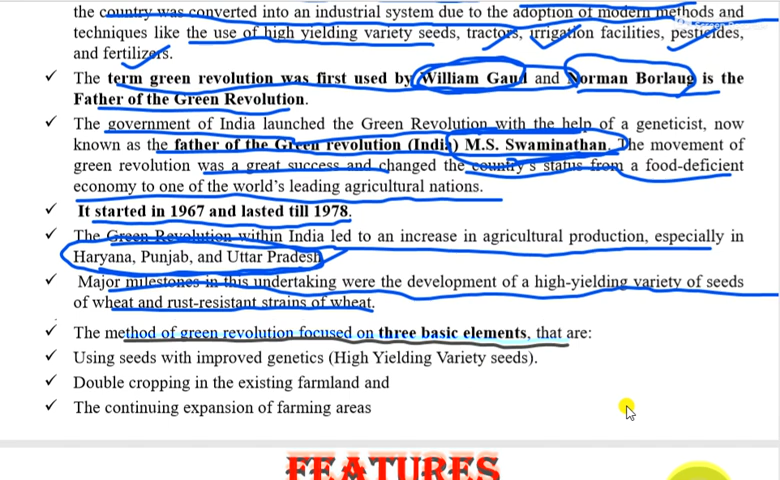 the country was converted into an industrial system due to the adoption of modern methods and
techniques like the use of high yielding variety seeds, tractors, irrigation facilities, pesticides,
and fertilizers.
✓ The term green revolution was first used by William Gaud and Norman Borlaug is the
Father of the Green Revolution.
✓ The government of India launched the Green Revolution with the help of a geneticist, now
known as the father of the Green revolution (India) M.S. Swaminathan. The movement of
green revolution was a great success and changed the country's status from a food-deficient
economy to one of the world's leading agricultural nations.
✓ It started in 1967 and lasted till 1978.
✓ The Green Revolution within India led to an increase in agricultural production, especially in
Haryana, Punjab, and Uttar Pradesh.
✓ Major milestones in this undertaking were the development of a high-yielding variety of seeds
of wheat and rust-resistant strains of wheat.
✓ The method of green revolution focused on three basic elements, that are:
✓ Using seeds with improved genetics (High Yielding Variety seeds).
✓ Double cropping in the existing farmland and
✓ The continuing expansion of farming areas
FEATURES